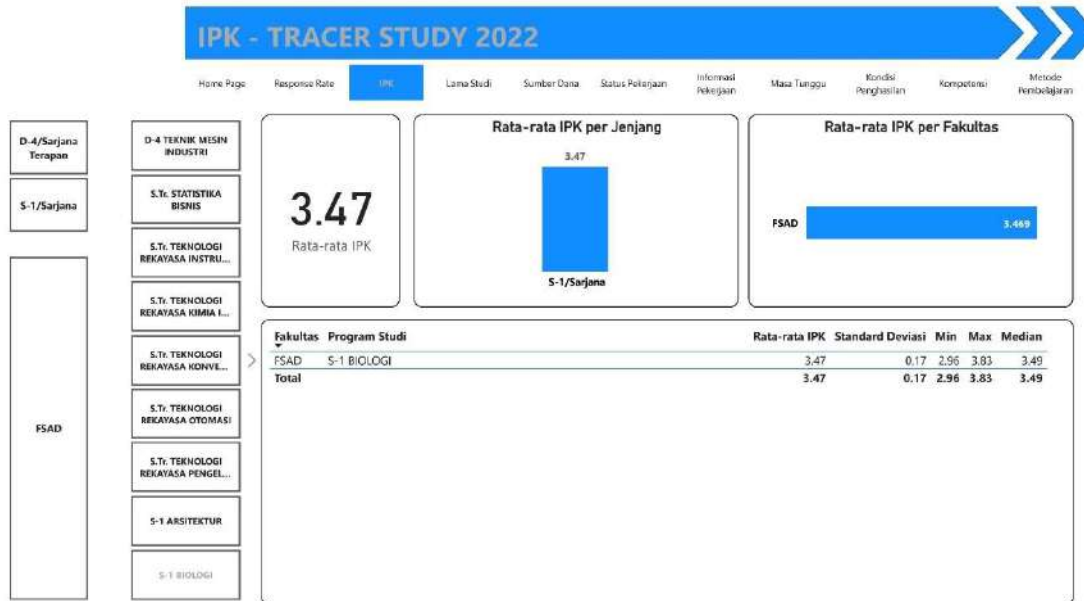 IPK - TRACER STUDY 2022
Home Page
Response Rate
IPK
Lama Studi
Sumber Dana
Status Pekerjaan
Informasi
Pekerjaan
Masa Tunggu
Kondisi
Penghasilan
Kompetensi
Metode
Pembelajaran
D-4/Sarjana
Terapan
S-1/Sarjana
FSAD
D-4 TEKNIK MESIN
INDUSTRI
S.Tr. STATISTIKA
BISNIS
S.Tr. TEKNOLOGI
REKAYASA INSTRU...
S.Tr. TEKNOLOGI
REKAYASA KIMIA I...
S.Tr. TEKNOLOGI
REKAYASA KONVE...
S.Tr. TEKNOLOGI
REKAYASA OTOMASI
S.Tr. TEKNOLOGI
REKAYASA PENGEL...
S-1 ARSITEKTUR
S-1 BIOLOGI
3.47
Rata-rata IPK
Rata-rata IPK per Jenjang
3.47
S-1/Sarjana
Rata-rata IPK per Fakultas
FSAD 3.469
Fakultas Program Studi Rata-rata IPK Standard Deviasi Min Max Median
FSAD S-1 BIOLOGI 3.47 0.17 2.96 3.83 3.49
Total 3.47 0.17 2.96 3.83 3.49